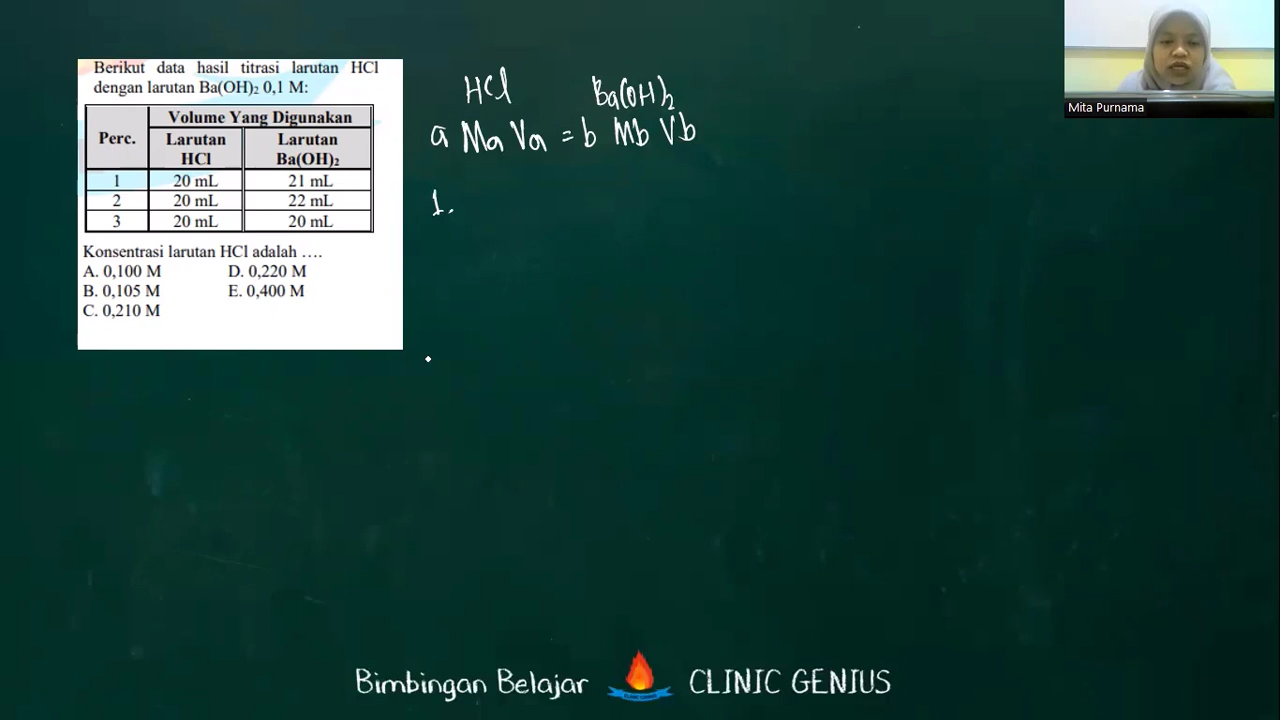 Berikut data hasil titrasi larutan HCl
dengan larutan Ba(OH)₂ 0,1 M:
Perc. Volume Yang Digunakan
Larutan HCl Larutan Ba(OH)₂
1 20 mL 21 mL
2 20 mL 22 mL
3 20 mL 20 mL
Konsentrasi larutan HCl adalah ….
A. 0,100 M D. 0,220 M
B. 0,105 M E. 0,400 M
C. 0,210 M
HCl Ba(OH)₂
a Ma Va = b Mb Vb
1.
Mita Purnama
Bimbingan Belajar CLINIC GENIUS